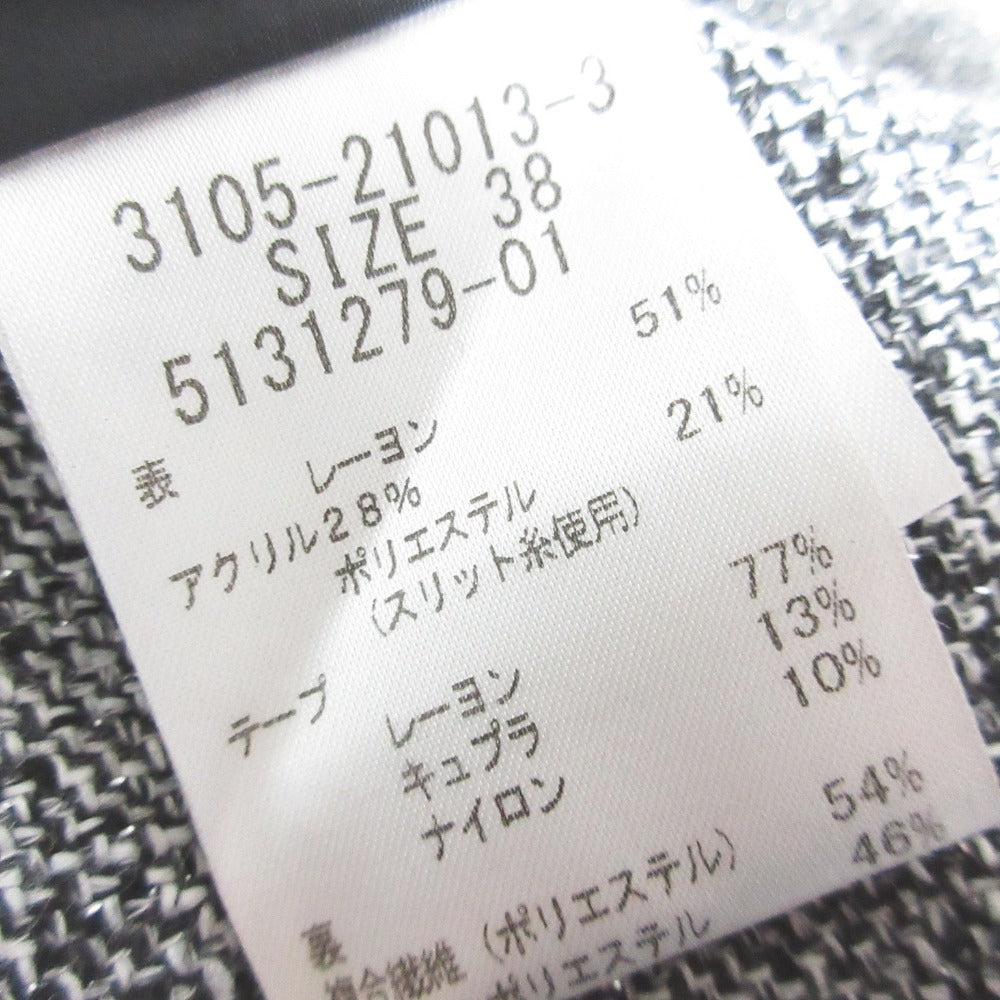 3105-21013-3
SIZE 38
5131279-01
表 レーヨン 51%
アクリル28%
ポリエステル 21%
(スリット糸使用)
テープ レーヨン 77%
キュプラ 13%
ナイロン 10%
裏
複合繊維 (ポリエステル) 54%
ポリエステル 46%